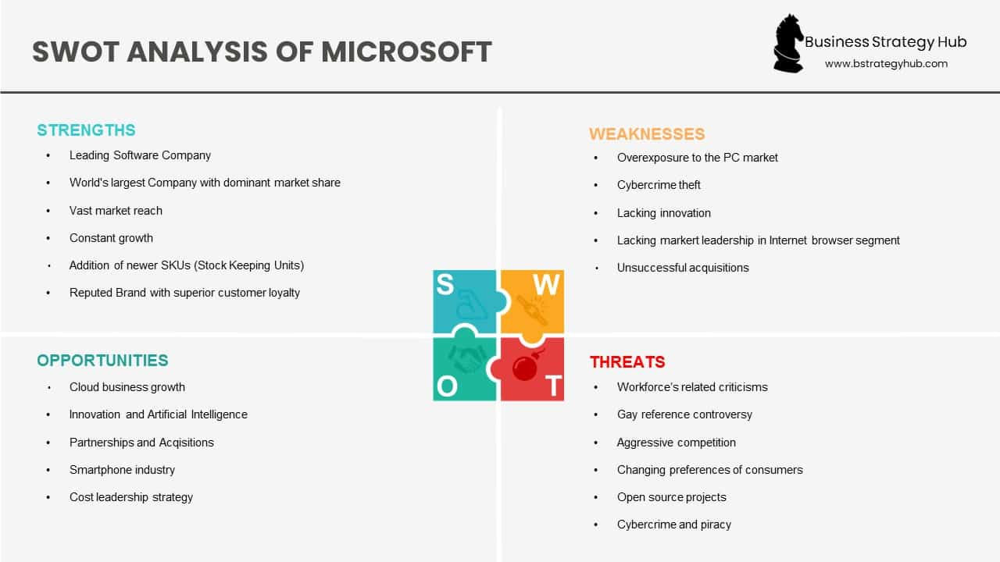 SWOT ANALYSIS OF MICROSOFT
Business Strategy Hub
www.bstrategyhub.com
STRENGTHS
• Leading Software Company
• World's largest Company with dominant market share
• Vast market reach
• Constant growth
• Addition of newer SKUs (Stock Keeping Units)
• Reputed Brand with superior customer loyalty
WEAKNESSES
• Overexposure to the PC market
• Cybercrime theft
• Lacking innovation
• Lacking markert leadership in Internet browser segment
• Unsuccessful acquisitions
S
W
O
T
OPPORTUNITIES
• Cloud business growth
• Innovation and Artificial Intelligence
• Partnerships and Acqisitions
• Smartphone industry
• Cost leadership strategy
THREATS
• Workforce's related criticisms
• Gay reference controversy
• Aggressive competition
• Changing preferences of consumers
• Open source projects
• Cybercrime and piracy